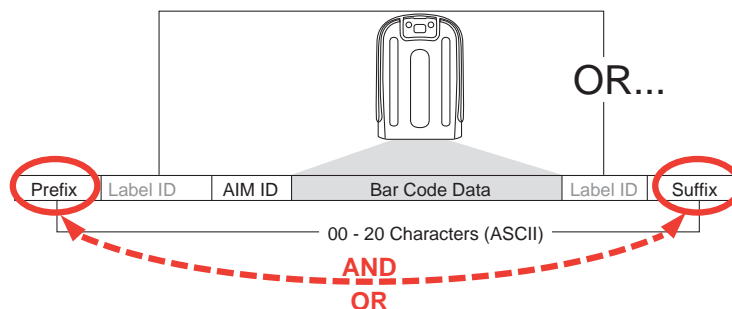 OR...
Prefix Label ID AIM ID Bar Code Data Label ID Suffix
00 - 20 Characters (ASCII)
AND
OR